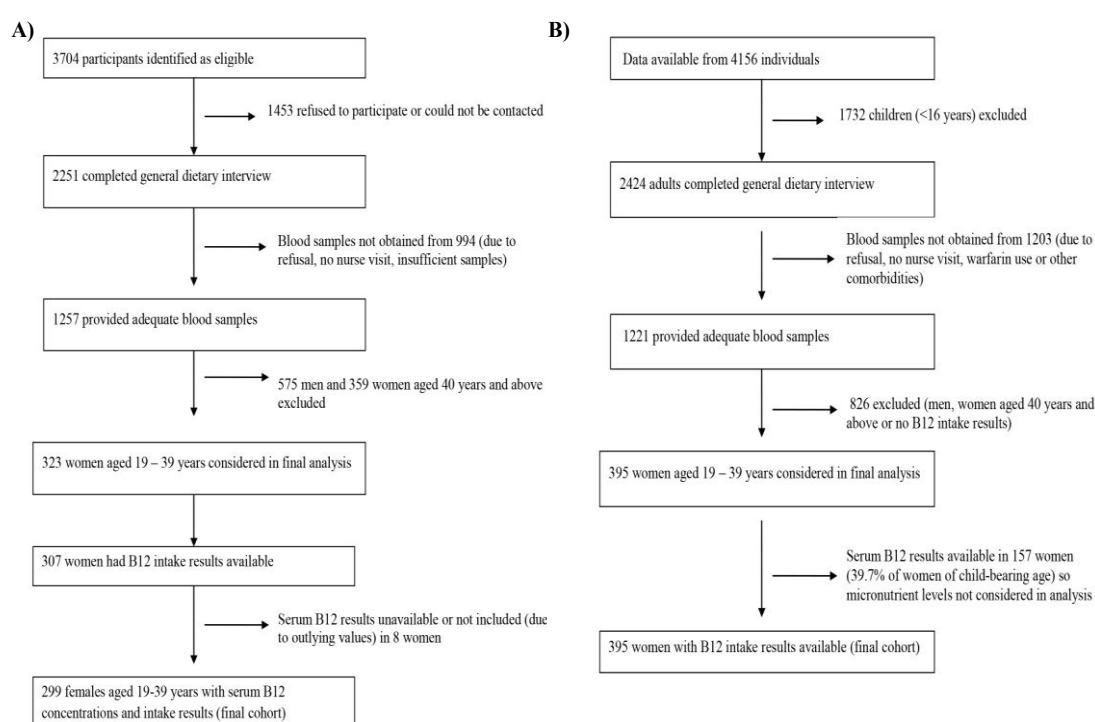 A)
3704 participants identified as eligible
1453 refused to participate or could not be contacted
2251 completed general dietary interview
Blood samples not obtained from 994 (due to
refusal, no nurse visit, insufficient samples)
1257 provided adequate blood samples
575 men and 359 women aged 40 years and above
excluded
323 women aged 19 – 39 years considered in final analysis
307 women had B12 intake results available
Serum B12 results unavailable or not included (due
to outlying values) in 8 women
299 females aged 19-39 years with serum B12
concentrations and intake results (final cohort)
B)
Data available from 4156 individuals
1732 children (<16 years) excluded
2424 adults completed general dietary interview
Blood samples not obtained from 1203 (due to
refusal, no nurse visit, warfarin use or other
comorbidities)
1221 provided adequate blood samples
826 excluded (men, women aged 40 years and
above or no B12 intake results)
395 women aged 19 – 39 years considered in final analysis
Serum B12 results available in 157 women
(39.7% of women of child-bearing age) so
micronutrient levels not considered in analysis
395 women with B12 intake results available (final cohort)